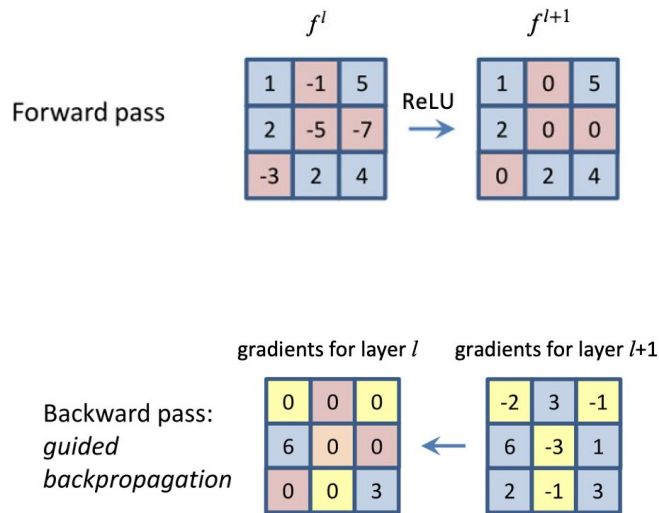 f^l f^{l+1}
1 -1 5 1 0 5
Forward pass ReLU
2 -5 -7 2 0 0
-3 2 4 0 2 4
gradients for layer l gradients for layer l+1
0 0 0 -2 3 -1
Backward pass:
guided
6 0 0 6 -3 1
backpropagation
0 0 3 2 -1 3